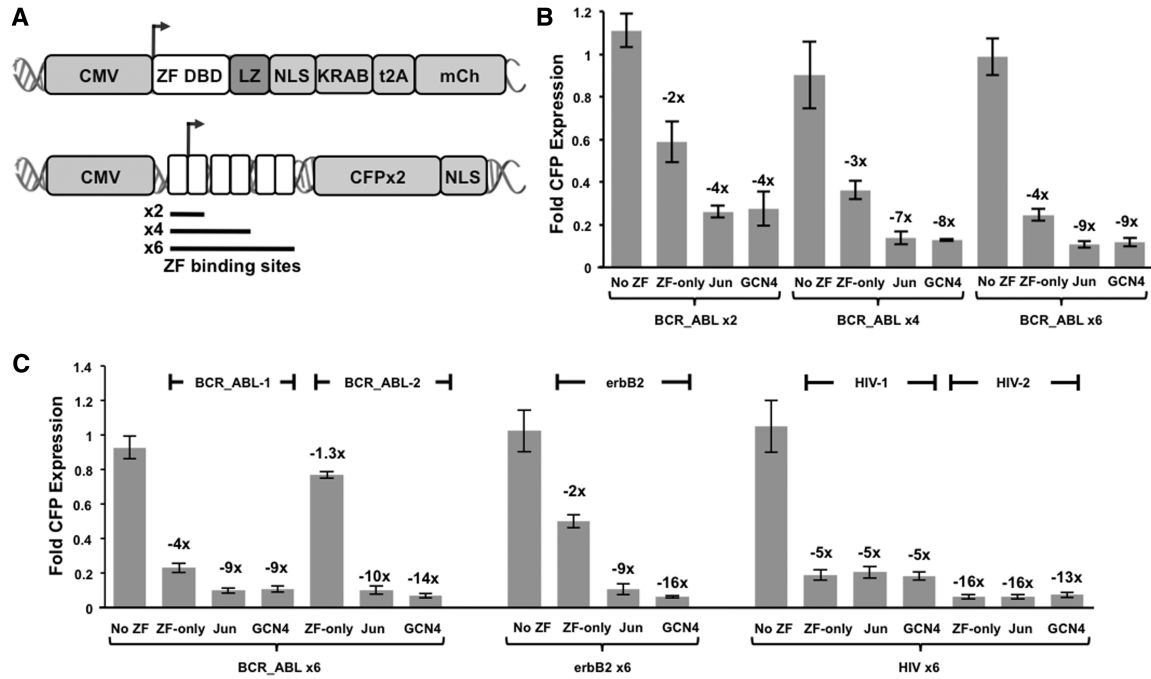 A
CMV ZF DBD LZ NLS KRAB t2A mCh
CMV CFPx2 NLS
x2
x4
x6
ZF binding sites
B
Fold CFP Expression
1.2
1
0.8
0.6
0.4
0.2
0
-2x
-4x
-4x
-3x
-7x
-8x
-4x
-9x
-9x
No ZF ZF-only Jun GCN4 No ZF ZF-only Jun GCN4 No ZF ZF-only Jun GCN4
BCR_ABL x2 BCR_ABL x4 BCR_ABL x6
C
Fold CFP Expression
1.4
1.2
1
0.8
0.6
0.4
0.2
0
BCR_ABL-1 BCR_ABL-2 erbB2 HIV-1 HIV-2
-4x
-9x
-9x
-1.3x
-10x
-14x
-2x
-9x
-16x
-5x
-5x
-5x
-16x
-16x
-13x
No ZF ZF-only Jun GCN4 ZF-only Jun GCN4 No ZF ZF-only Jun GCN4 No ZF ZF-only Jun GCN4 ZF-only Jun GCN4
BCR_ABL x6 erbB2 x6 HIV x6